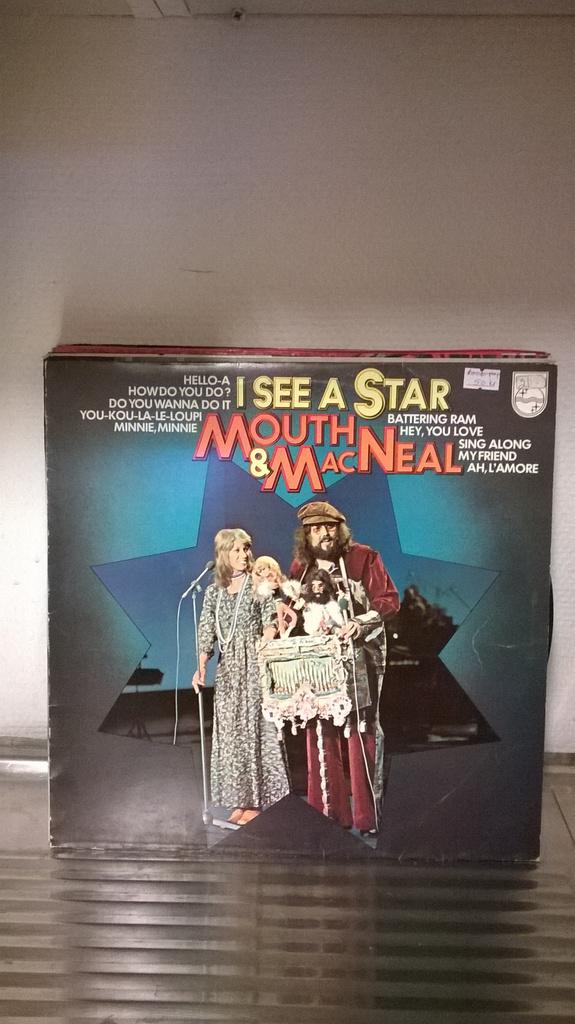 HELLO-A
HOW DO YOU DO?
DO YOU WANNA DO IT
YOU-KOU-LA-LE-LOUPI
MINNIE, MINNIE
I SEE A STAR
MOUTH
& MACNEAL
BATTERING RAM
HEY, YOU LOVE
SING ALONG
MY FRIEND
AH, L'AMORE